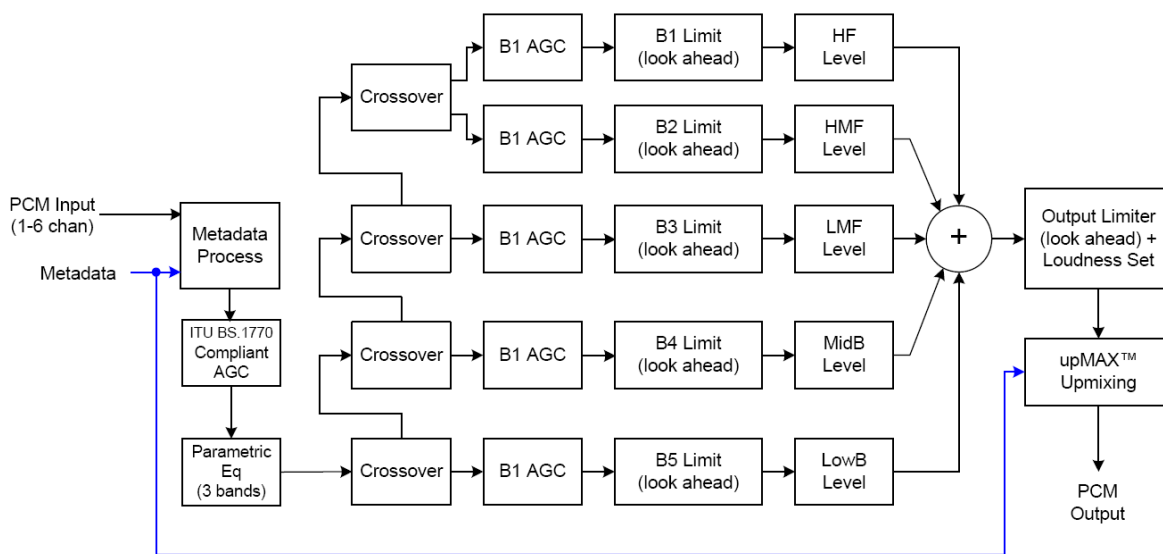 B1 AGC
B1 Limit
(look ahead)
HF
Level
Crossover
B1 AGC
B2 Limit
(look ahead)
HMF
Level
PCM Input
(1-6 chan)
Metadata
Process
Metadata
Crossover
B1 AGC
B3 Limit
(look ahead)
LMF
Level
+
Output Limiter
(look ahead) +
Loudness Set
ITU BS.1770
Compliant
AGC
Crossover
B1 AGC
B4 Limit
(look ahead)
MidB
Level
upMAX™
Upmixing
Parametric
Eq
(3 bands)
Crossover
B1 AGC
B5 Limit
(look ahead)
LowB
Level
PCM
Output